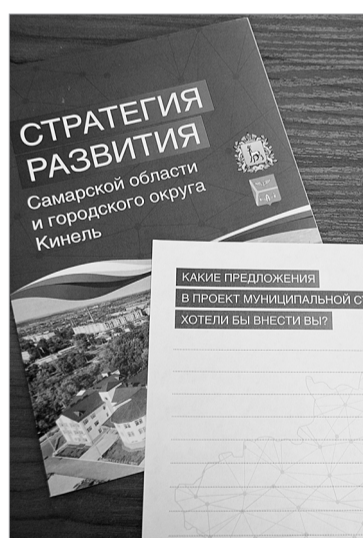 СТРАТЕГИЯ
РАЗВИТИЯ
Самарской области
и городского округа
Кинель
КАКИЕ ПРЕДЛОЖЕНИЯ
В ПРОЕКТ МУНИЦИПАЛЬНОЙ
ХОТЕЛИ БЫ ВНЕСТИ ВЫ?